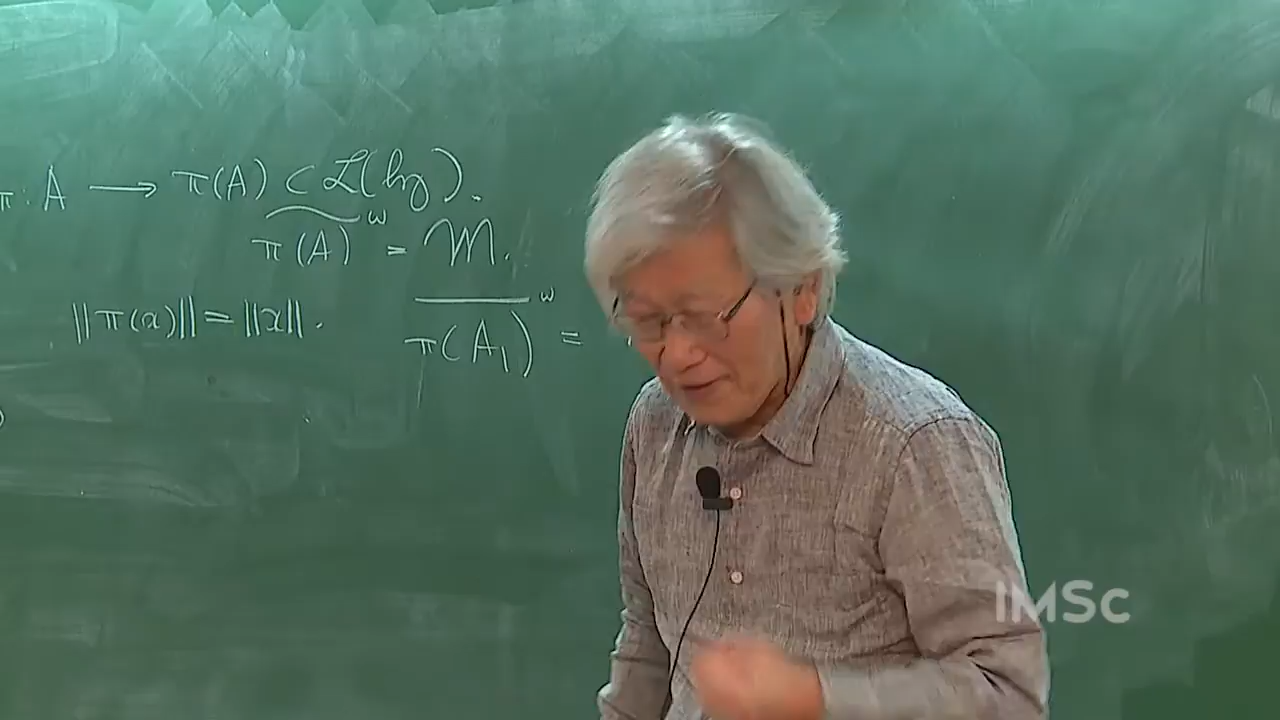 π: A → π(A) ⊂ ℒ(𝔥).
π(A) ʷ = M.
||π(x)|| = ||x||.
π(A₁) ʷ =
IMSc